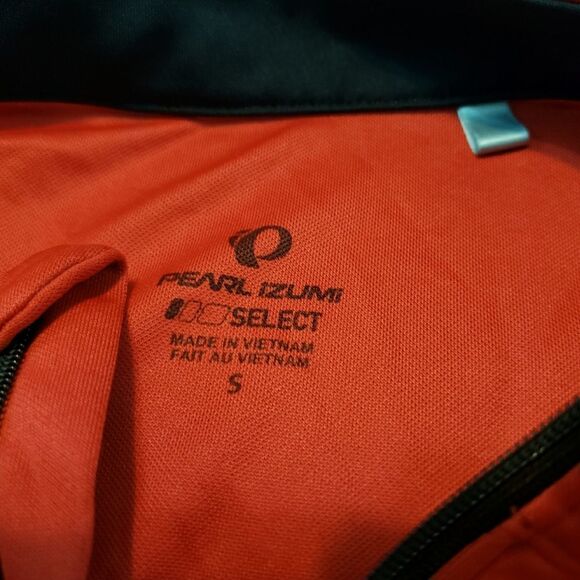 PEARL iZUMi
SELECT
MADE IN VIETNAM
FAIT AU VIETNAM
S